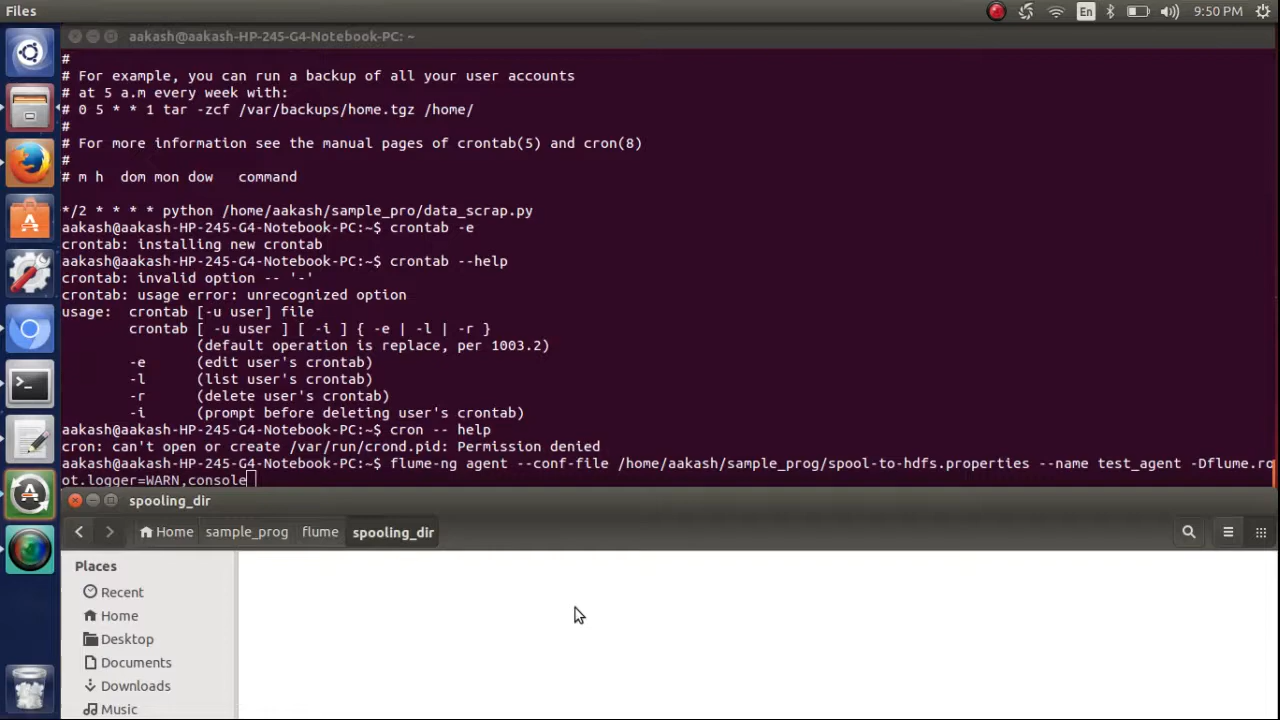 Files
En
9:50 PM
aakash@aakash-HP-245-G4-Notebook-PC: ~
#
# For example, you can run a backup of all your user accounts
# at 5 a.m every week with:
# 0 5 * * 1 tar -zcf /var/backups/home.tgz /home/
#
# For more information see the manual pages of crontab(5) and cron(8)
#
# m h  dom mon dow   command
*/2 * * * * python /home/aakash/sample_pro/data_scrap.py
aakash@aakash-HP-245-G4-Notebook-PC:~$ crontab -e
crontab: installing new crontab
aakash@aakash-HP-245-G4-Notebook-PC:~$ crontab --help
crontab: invalid option -- '-'
crontab: usage error: unrecognized option
usage:  crontab [-u user] file
        crontab [ -u user ] [ -i ] { -e | -l | -r }
                (default operation is replace, per 1003.2)
        -e      (edit user's crontab)
        -l      (list user's crontab)
        -r      (delete user's crontab)
        -i      (prompt before deleting user's crontab)
aakash@aakash-HP-245-G4-Notebook-PC:~$ cron -- help
cron: can't open or create /var/run/crond.pid: Permission denied
aakash@aakash-HP-245-G4-Notebook-PC:~$ flume-ng agent --conf-file /home/aakash/sample_prog/spool-to-hdfs.properties --name test_agent -Dflume.ro
ot.logger=WARN,console
spooling_dir
Home sample_prog flume spooling_dir
Places
Recent
Home
Desktop
Documents
Downloads
Music